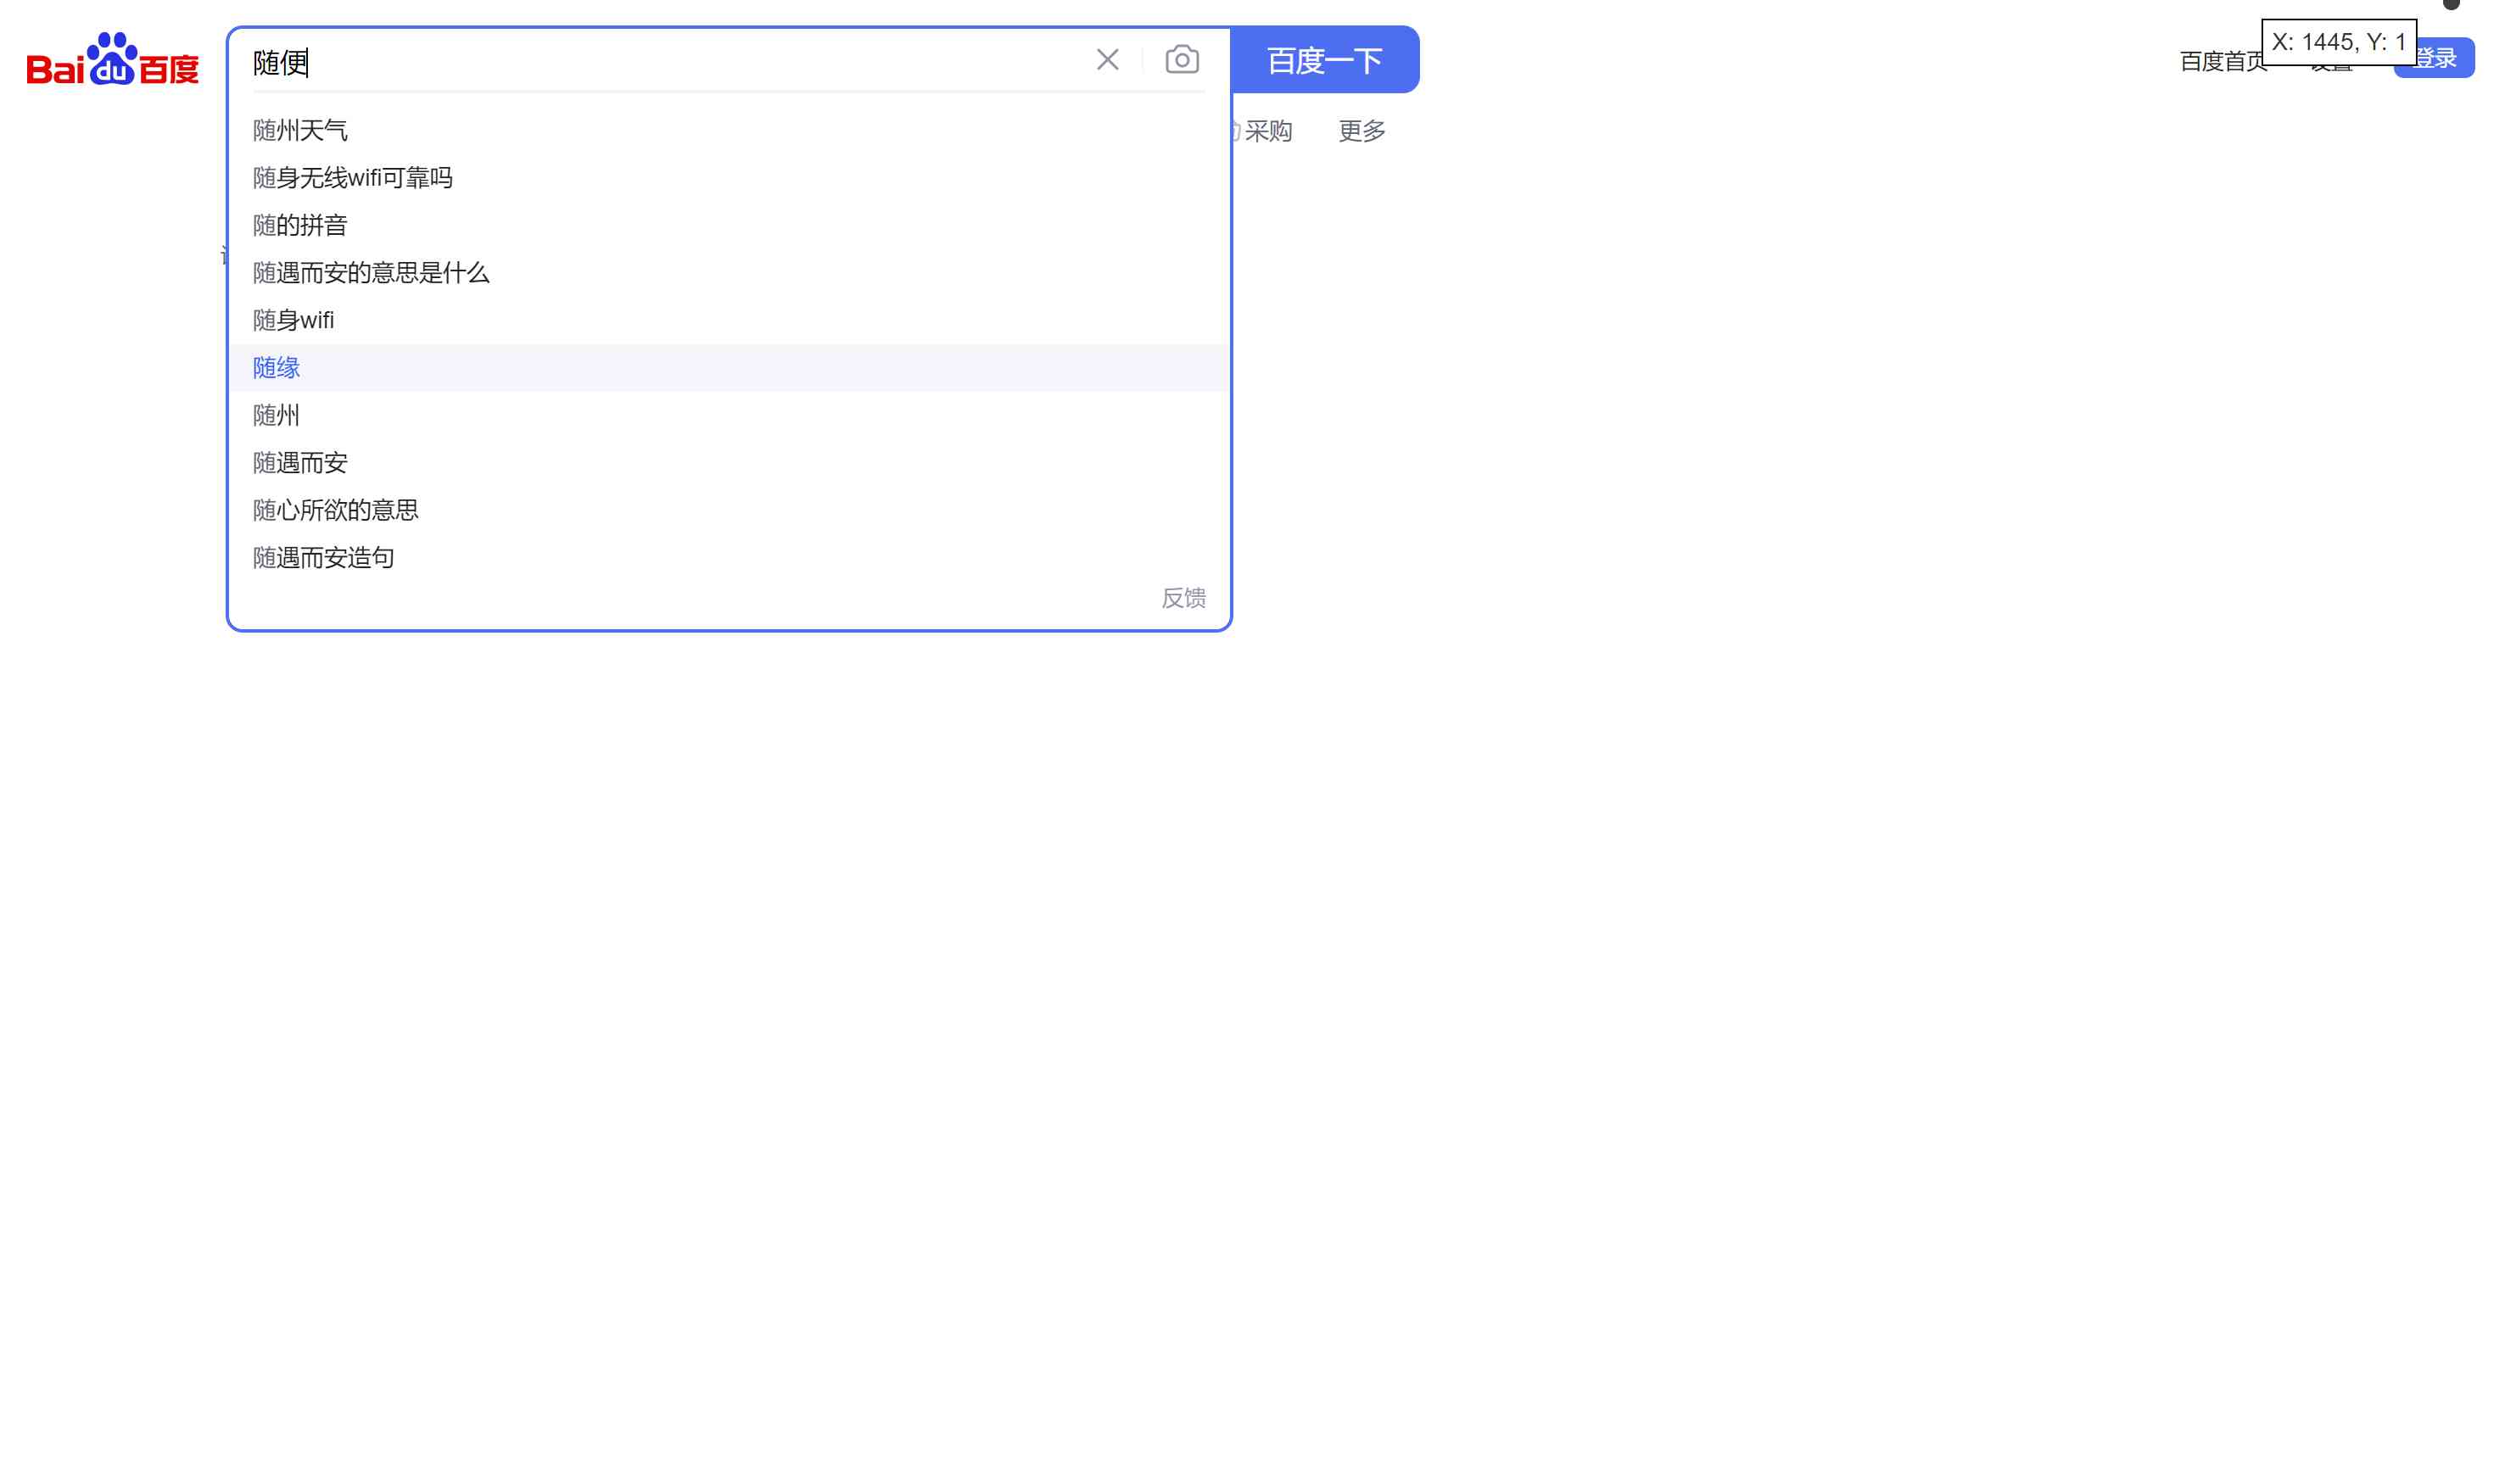 Bai du 百度
随便
百度一下
百度首页
X: 1445, Y: 1
登录
采购
更多
随州天气
随身无线wifi可靠吗
随的拼音
随遇而安的意思是什么
随身wifi
随缘
随州
随遇而安
随心所欲的意思
随遇而安造句
反馈